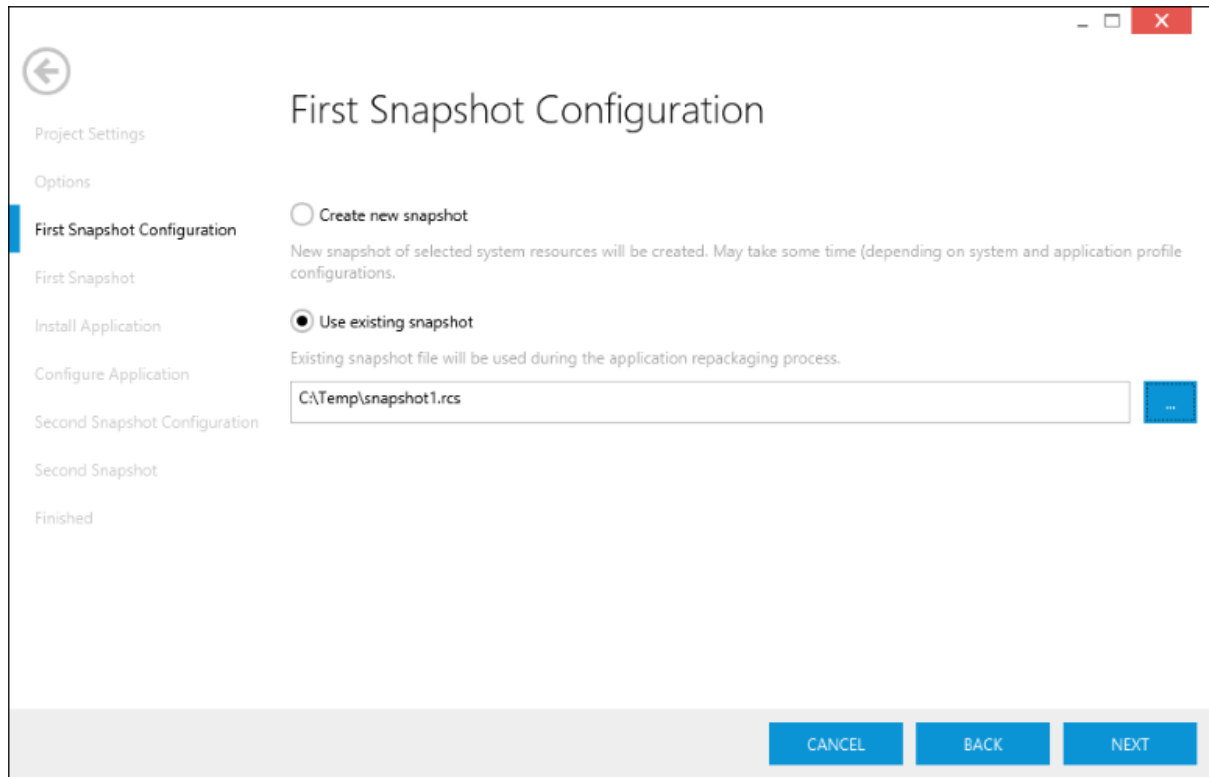 Project Settings
Options
First Snapshot Configuration
First Snapshot
Install Application
Configure Application
Second Snapshot Configuration
Second Snapshot
Finished
First Snapshot Configuration
Create new snapshot
New snapshot of selected system resources will be created. May take some time (depending on system and application profile
configurations.
Use existing snapshot
Existing snapshot file will be used during the application repackaging process.
C:\Temp\snapshot1.rcs
...
CANCEL
BACK
NEXT